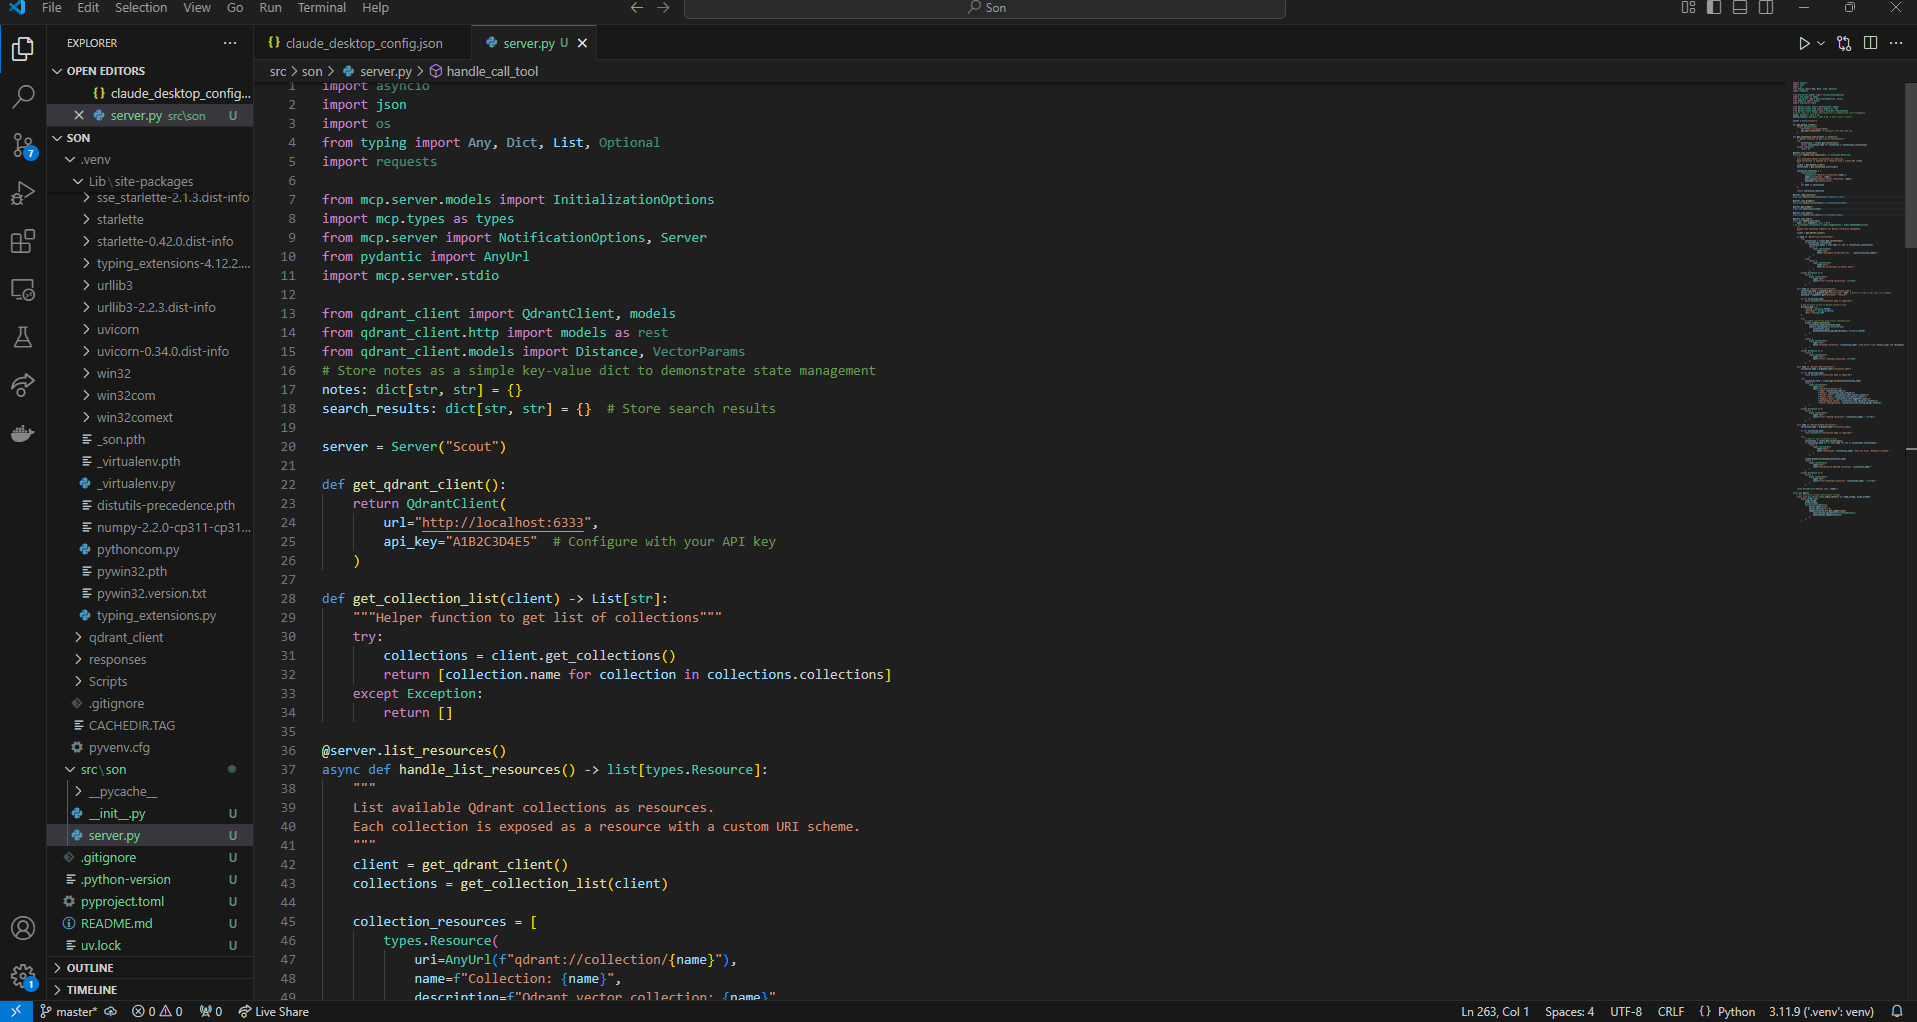 File Edit Selection View Go Run Terminal Help
Son
EXPLORER
OPEN EDITORS
claude_desktop_config...
server.py src\son U
SON
.venv
Lib\site-packages
sse_starlette-2.1.3.dist-info
starlette
starlette-0.42.0.dist-info
typing_extensions-4.12.2....
urllib3
urllib3-2.2.3.dist-info
uvicorn
uvicorn-0.34.0.dist-info
win32
win32com
win32comext
_son.pth
_virtualenv.pth
_virtualenv.py
distutils-precedence.pth
numpy-2.2.0-cp311-cp31...
pythoncom.py
pywin32.pth
pywin32.version.txt
typing_extensions.py
qdrant_client
responses
Scripts
.gitignore
CACHEDIR.TAG
pyvenv.cfg
src\son
__pycache__
__init__.py U
server.py U
.gitignore U
.python-version U
pyproject.toml U
README.md U
uv.lock U
OUTLINE
TIMELINE
7
1
claude_desktop_config.json
server.py U
src > son > server.py > handle_call_tool
1 import asyncio
2 import json
3 import os
4 from typing import Any, Dict, List, Optional
5 import requests
6
7 from mcp.server.models import InitializationOptions
8 import mcp.types as types
9 from mcp.server import NotificationOptions, Server
10 from pydantic import AnyUrl
11 import mcp.server.stdio
12
13 from qdrant_client import QdrantClient, models
14 from qdrant_client.http import models as rest
15 from qdrant_client.models import Distance, VectorParams
16 # Store notes as a simple key-value dict to demonstrate state management
17 notes: dict[str, str] = {}
18 search_results: dict[str, str] = {}  # Store search results
19
20 server = Server("Scout")
21
22 def get_qdrant_client():
23     return QdrantClient(
24         url="http://localhost:6333",
25         api_key="A1B2C3D4E5"  # Configure with your API key
26     )
27
28 def get_collection_list(client) -> List[str]:
29     """Helper function to get list of collections"""
30     try:
31         collections = client.get_collections()
32         return [collection.name for collection in collections.collections]
33     except Exception:
34         return []
35
36 @server.list_resources()
37 async def handle_list_resources() -> list[types.Resource]:
38     """
39     List available Qdrant collections as resources.
40     Each collection is exposed as a resource with a custom URI scheme.
41     """
42     client = get_qdrant_client()
43     collections = get_collection_list(client)
44
45     collection_resources = [
46         types.Resource(
47             uri=AnyUrl(f"qdrant://collection/{name}"),
48             name=f"Collection: {name}",
49             description=f"Qdrant vector collection: {name}"
master* 0 0 0 Live Share
Ln 263, Col 1 Spaces: 4 UTF-8 CRLF {} Python 3.11.9 ('.venv': venv)